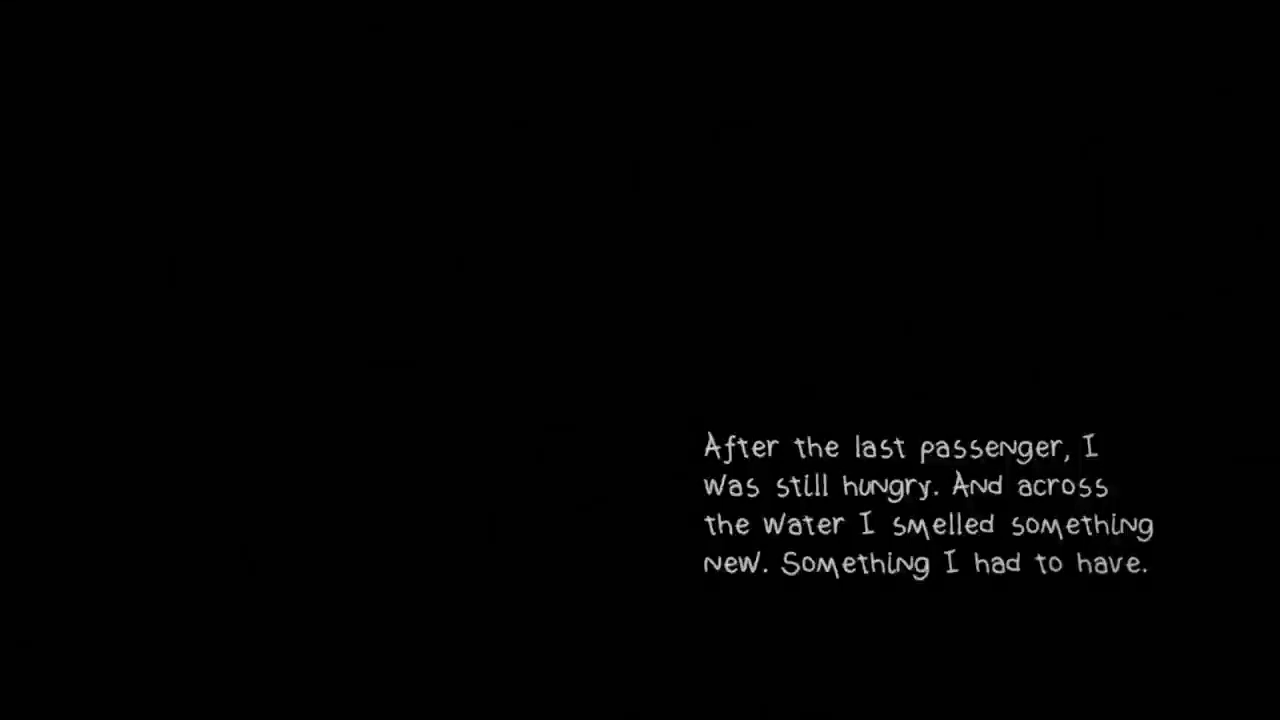 After the last passenger, I
was still hungry. And across
the water I smelled something
new. Something I had to have.